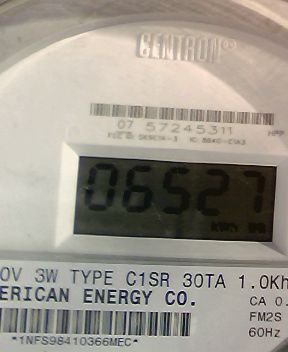 CENTRON®
07 57245311
06527
0V 3W TYPE C1SR 30TA 1.0Kh
ERICAN ENERGY CO.
CA 0.
FM2S
60Hz
*1NFS98410366MEC*